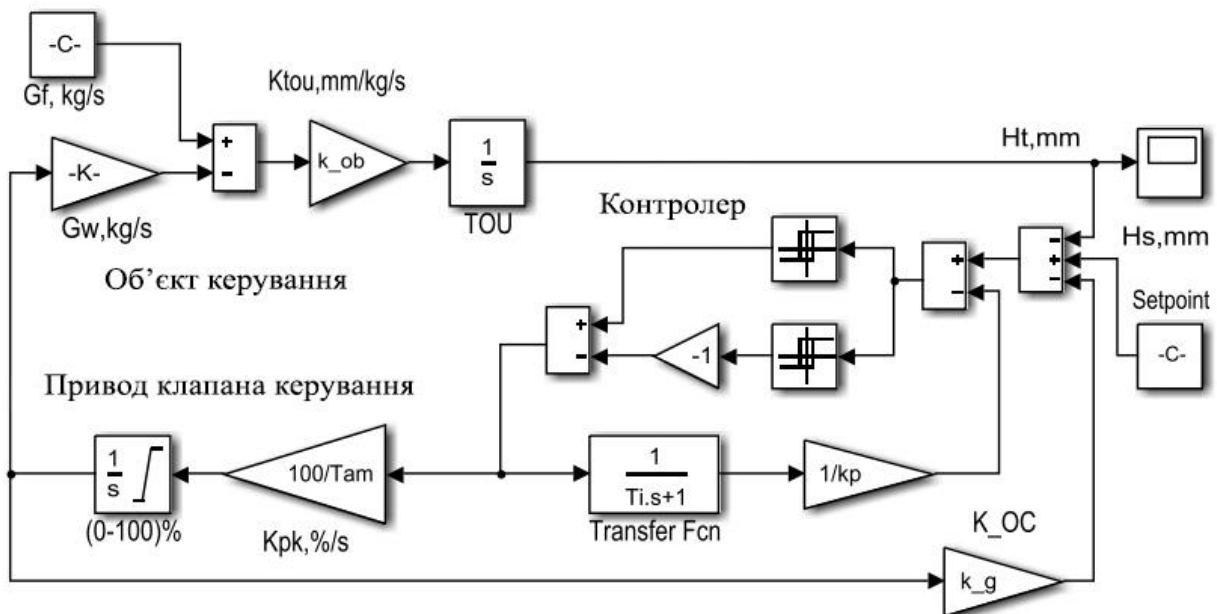 -C-
Gf, kg/s
-K-
Gw,kg/s
+
-
Ktou,mm/kg/s
k_ob
1
s
TOU
Ht,mm
Об’єкт керування
Контролер
Hs,mm
-
+
-
+
-
Setpoint
-C-
+
-
-1
Привод клапана керування
1
s
(0-100)%
100/Tam
Kpk,%/s
1
Ti.s+1
Transfer Fcn
1/kp
K_OC
k_g